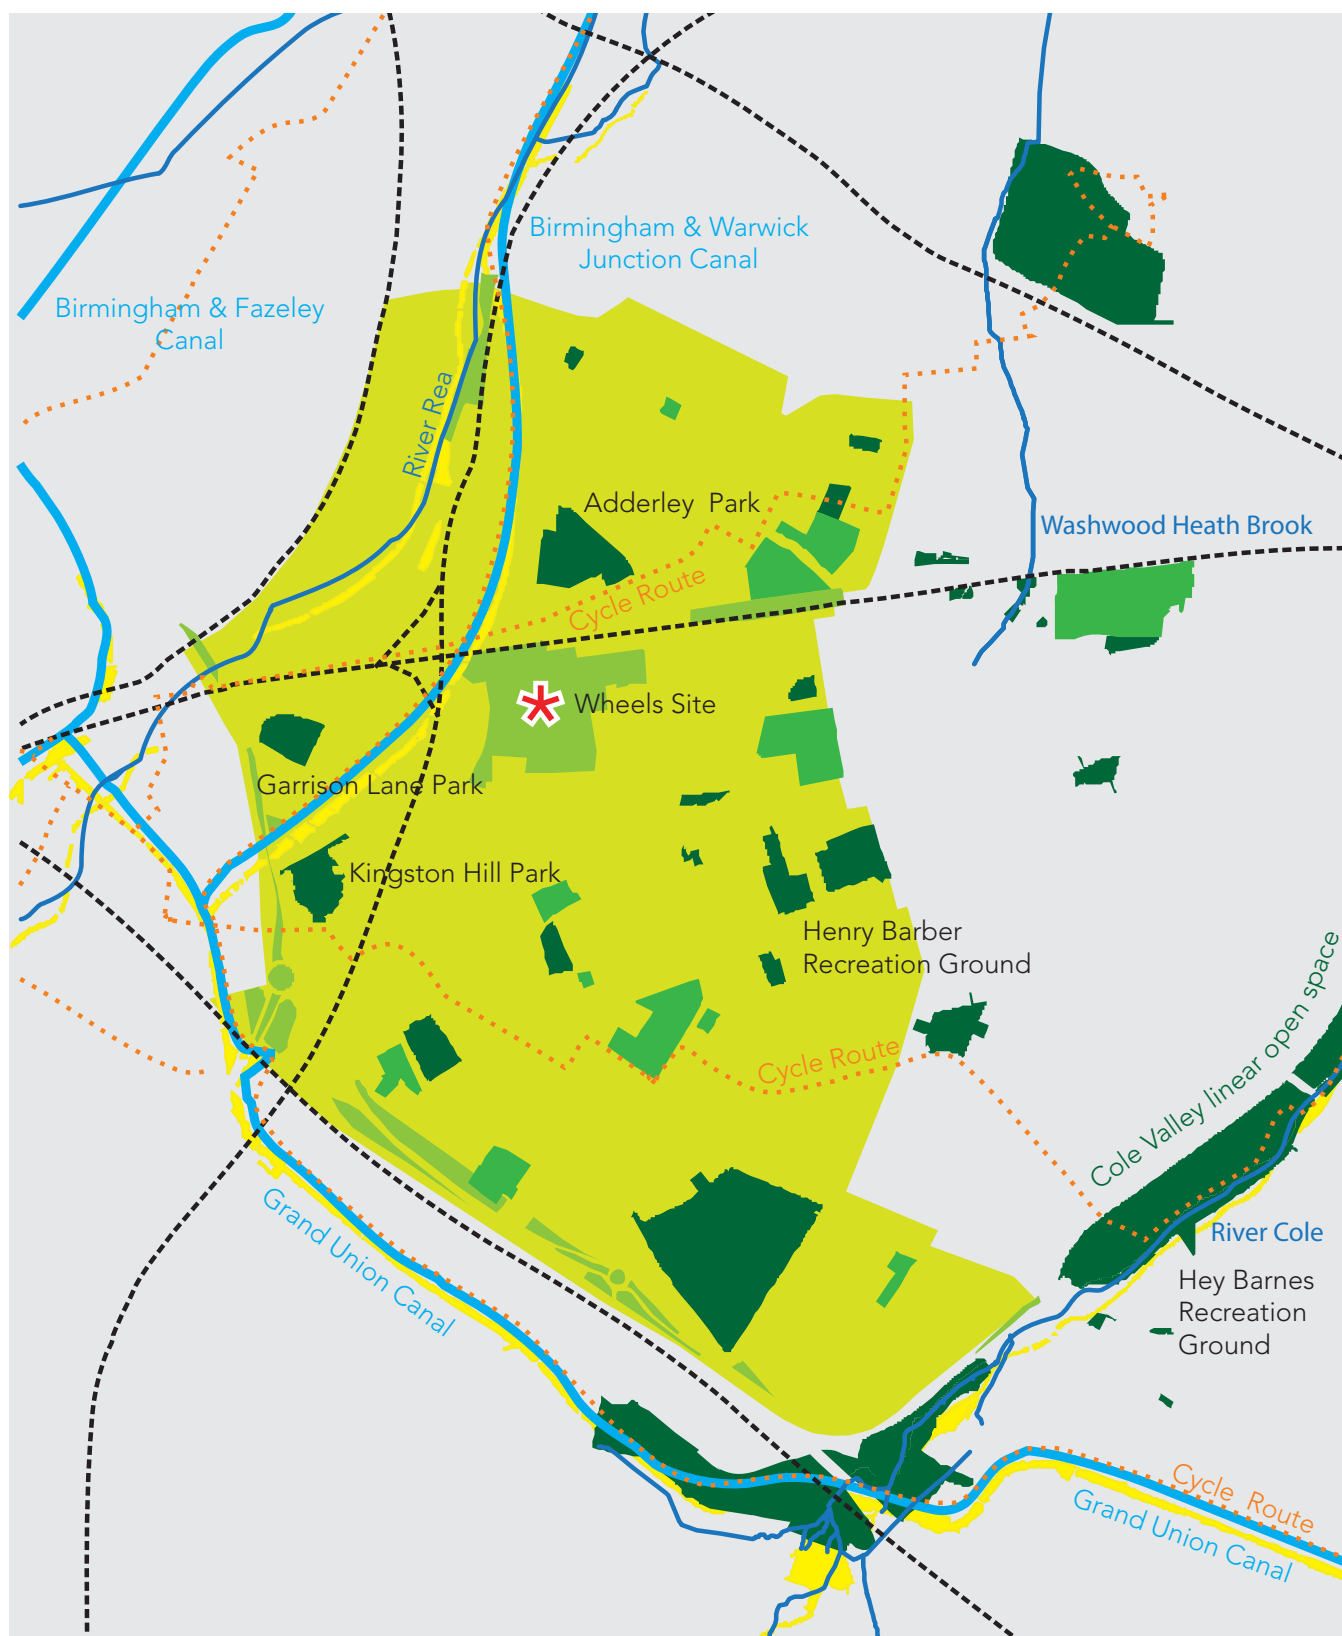 Birmingham & Warwick
Junction Canal
Birmingham & Fazeley
Canal
River Rea
Adderley  Park
Washwood Heath Brook
Cycle Route
Wheels Site
Garrison Lane Park
Kingston Hill Park
Henry Barber
Recreation Ground
Cole Valley linear open space
Cycle Route
Grand Union Canal
River Cole
Hey Barnes
Recreation
Ground
Cycle  Route
Grand Union Canal